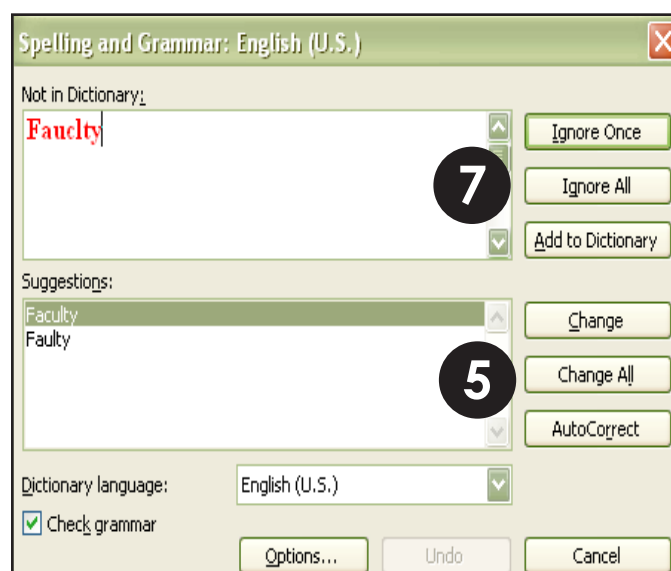 Spelling and Grammar: English (U.S.)
Not in Dictionary:
Fauclty
Ignore Once
7
Ignore All
Add to Dictionary
Suggestions:
Faculty
Change
Faulty
5
Change All
AutoCorrect
Dictionary language:
English (U.S.)
Check grammar
Options...
Undo
Cancel